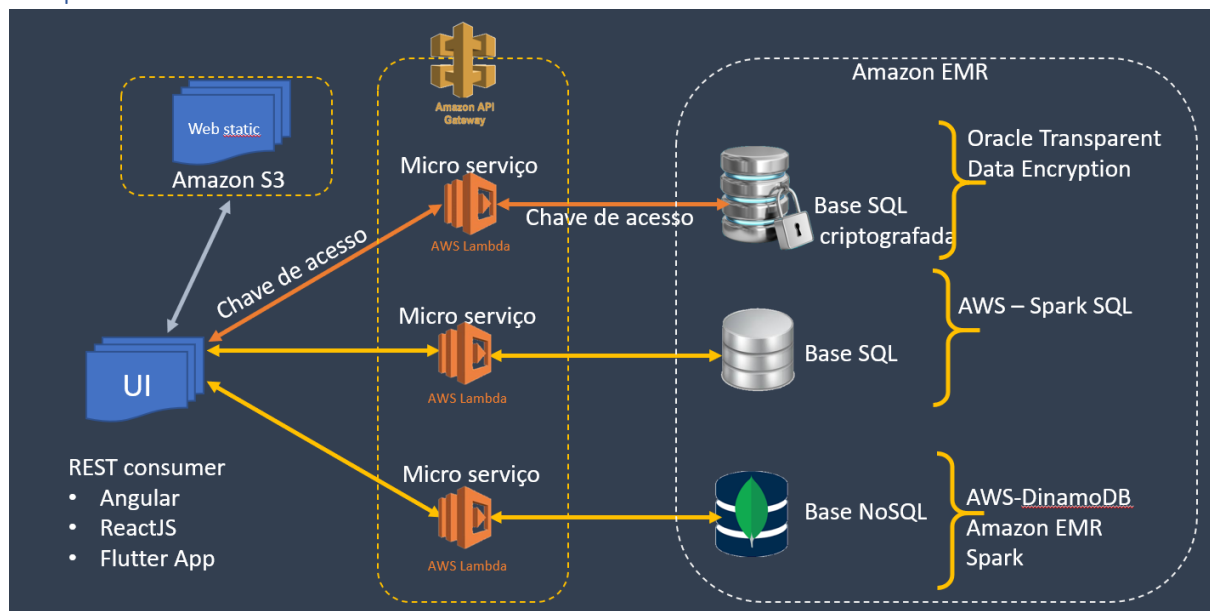 Amazon EMR
Amazon API
Gateway
Web static
Amazon S3
Micro serviço
AWS Lambda
Chave de acesso
Chave de acesso
Base SQL
criptografada
Oracle Transparent
Data Encryption
Micro serviço
AWS Lambda
Base SQL
AWS – Spark SQL
UI
REST consumer
• Angular
• ReactJS
• Flutter App
Micro serviço
AWS Lambda
Base NoSQL
AWS-DinamoDB
Amazon EMR
Spark